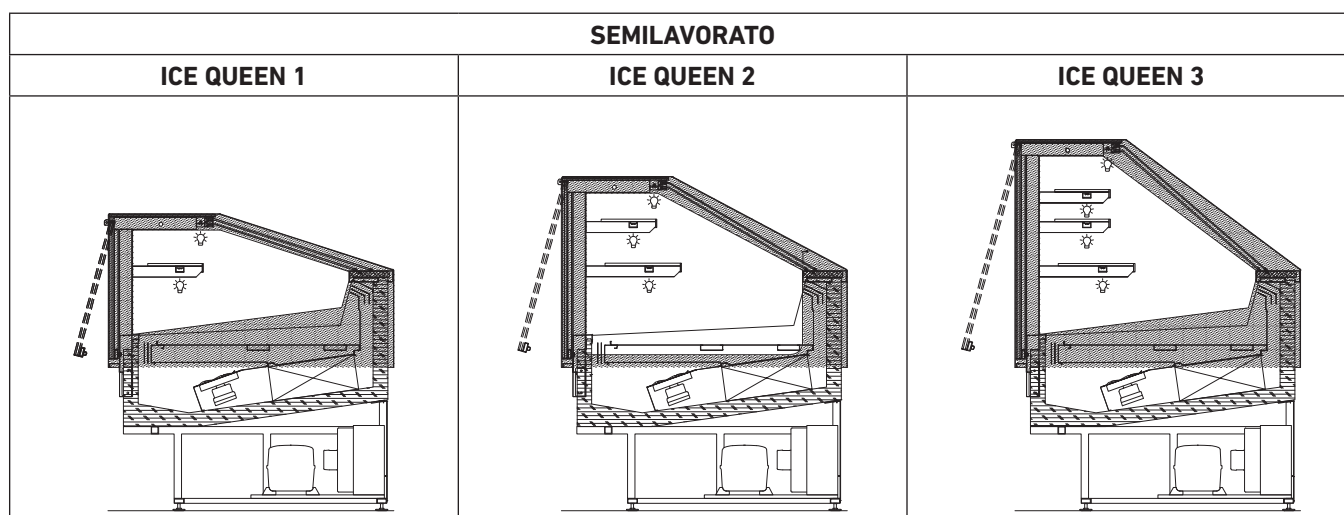 SEMILAVORATO
ICE QUEEN 1
ICE QUEEN 2
ICE QUEEN 3